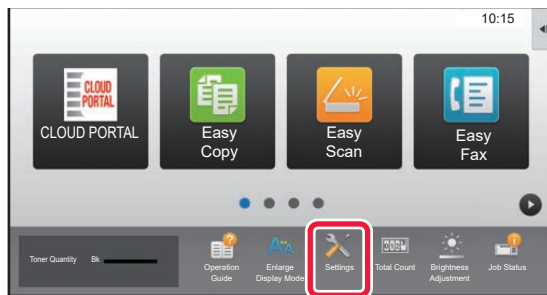 10:15
CLOUD
PORTAL
CLOUD PORTAL
Easy
Copy
Easy
Scan
Easy
Fax
Toner Quantity Bk
Operation
Guide
Enlarge
Display Mode
Settings
Total Count
Brightness
Adjustment
Job Status